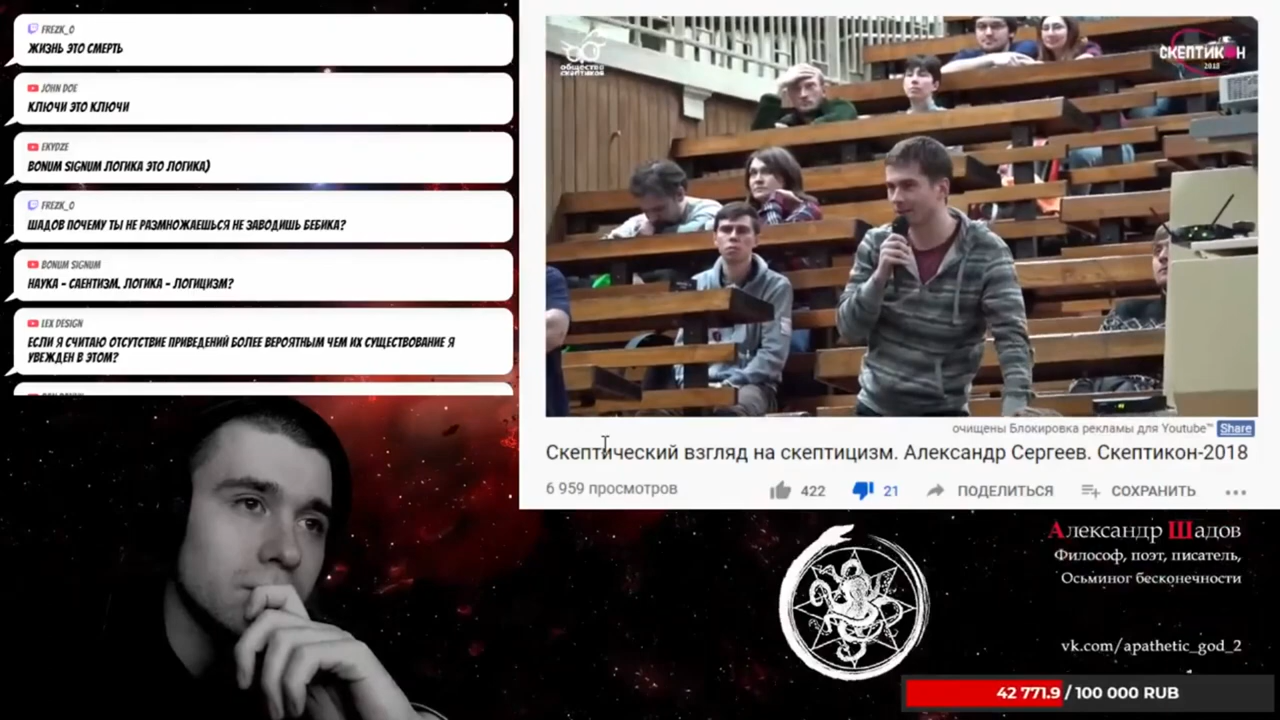 FREZK_O
ЖИЗНЬ ЭТО СМЕРТЬ
JOHN DOE
КЛЮЧИ ЭТО КЛЮЧИ
EKYDZE
BONUM SIGNUM ЛОГИКА ЭТО ЛОГИКА)
FREZK_O
ШАДОВ ПОЧЕМУ ТЫ НЕ РАЗМНОЖАЕШЬСЯ НЕ ЗАВОДИШЬ БЕБИКА?
BONUM SIGNUM
НАУКА - САЕНТИЗМ, ЛОГИКА - ЛОГИЦИЗМ?
LEX DESIGN
ЕСЛИ Я СЧИТАЮ ОТСУТСТВИЕ ПРИВЕДЕНИЙ БОЛЕЕ ВЕРОЯТНЫМ ЧЕМ ИХ СУЩЕСТВОВАНИЕ Я
УВЕЖДЕН В ЭТОМ?
общество
скептиков
СКЕПТИКОН
2018
очищены Блокировка рекламы для Youtube™ Share
Скептический взгляд на скептицизм. Александр Сергеев. Скептикон-2018
6 959 просмотров
422
21
ПОДЕЛИТЬСЯ
СОХРАНИТЬ
Александр Шадов
Философ, поэт, писатель,
Осьминог бесконечности
vk.com/apathetic_god_2
42 771.9 / 100 000 RUB